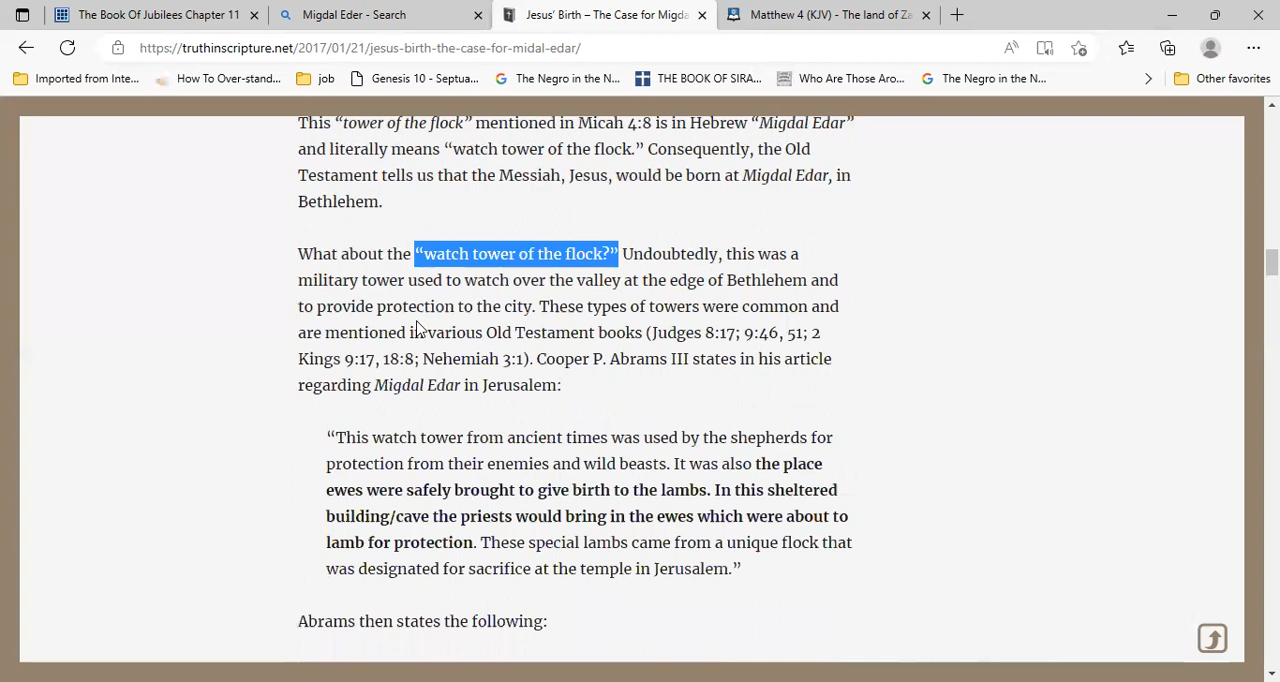 The Book Of Jubilees Chapter 11
Migdal Eder - Search
Jesus' Birth – The Case for Migda
Matthew 4 (KJV) - The land of Za
https://truthinscripture.net/2017/01/21/jesus-birth-the-case-for-midal-edar/
Imported from Inte...
How To Over-stand...
job
Genesis 10 - Septua...
The Negro in the N...
THE BOOK OF SIRA...
Who Are Those Aro...
The Negro in the N...
Other favorites
This “tower of the flock” mentioned in Micah 4:8 is in Hebrew “Migdal Edar”
and literally means “watch tower of the flock.” Consequently, the Old
Testament tells us that the Messiah, Jesus, would be born at Migdal Edar, in
Bethlehem.
What about the “watch tower of the flock?” Undoubtedly, this was a
military tower used to watch over the valley at the edge of Bethlehem and
to provide protection to the city. These types of towers were common and
are mentioned in various Old Testament books (Judges 8:17; 9:46, 51; 2
Kings 9:17, 18:8; Nehemiah 3:1). Cooper P. Abrams III states in his article
regarding Migdal Edar in Jerusalem:
“This watch tower from ancient times was used by the shepherds for
protection from their enemies and wild beasts. It was also the place
ewes were safely brought to give birth to the lambs. In this sheltered
building/cave the priests would bring in the ewes which were about to
lamb for protection. These special lambs came from a unique flock that
was designated for sacrifice at the temple in Jerusalem.”
Abrams then states the following: